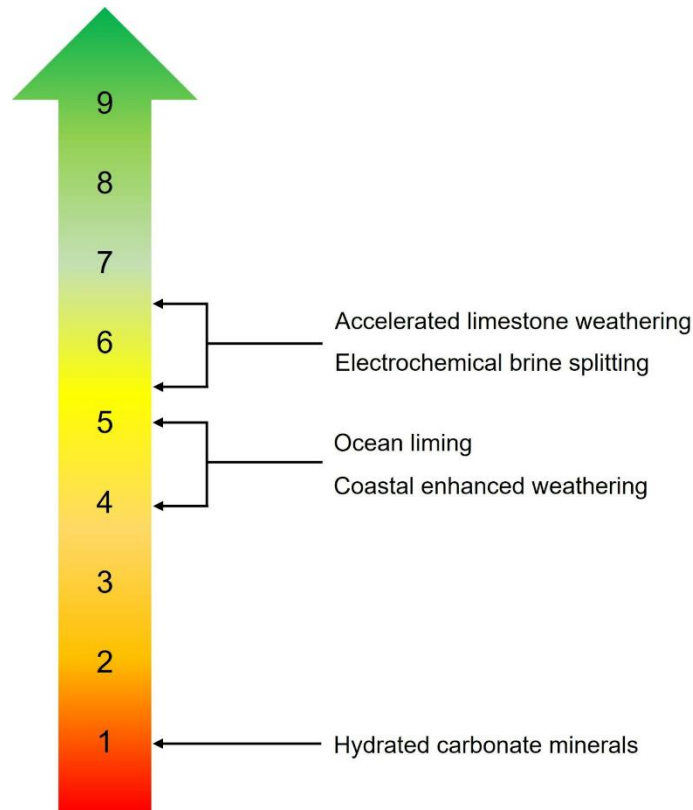 9
8
7
Accelerated limestone weathering
6
Electrochemical brine splitting
5
Ocean liming
Coastal enhanced weathering
4
3
2
1
Hydrated carbonate minerals